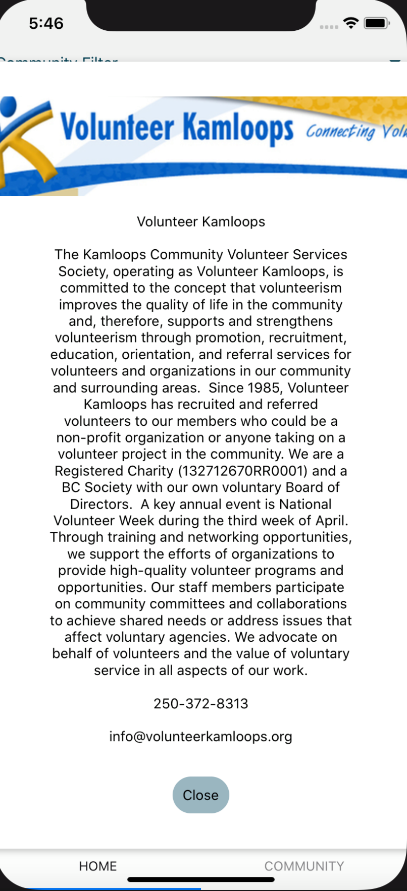 5:46
Community Filter
Volunteer Kamloops
Connecting
Volunteer Kamloops
The Kamloops Community Volunteer Services
Society, operating as Volunteer Kamloops, is
committed to the concept that volunteerism
improves the quality of life in the community
and, therefore, supports and strengthens
volunteerism through promotion, recruitment,
education, orientation, and referral services for
volunteers and organizations in our community
and surrounding areas.  Since 1985, Volunteer
Kamloops has recruited and referred
volunteers to our members who could be a
non-profit organization or anyone taking on a
volunteer project in the community. We are a
Registered Charity (132712670RR0001) and a
BC Society with our own voluntary Board of
Directors.  A key annual event is National
Volunteer Week during the third week of April.
Through training and networking opportunities,
we support the efforts of organizations to
provide high-quality volunteer programs and
opportunities. Our staff members participate
on community committees and collaborations
to achieve shared needs or address issues that
affect voluntary agencies. We advocate on
behalf of volunteers and the value of voluntary
service in all aspects of our work.
250-372-8313
info@volunteerkamloops.org
Close
HOME
COMMUNITY